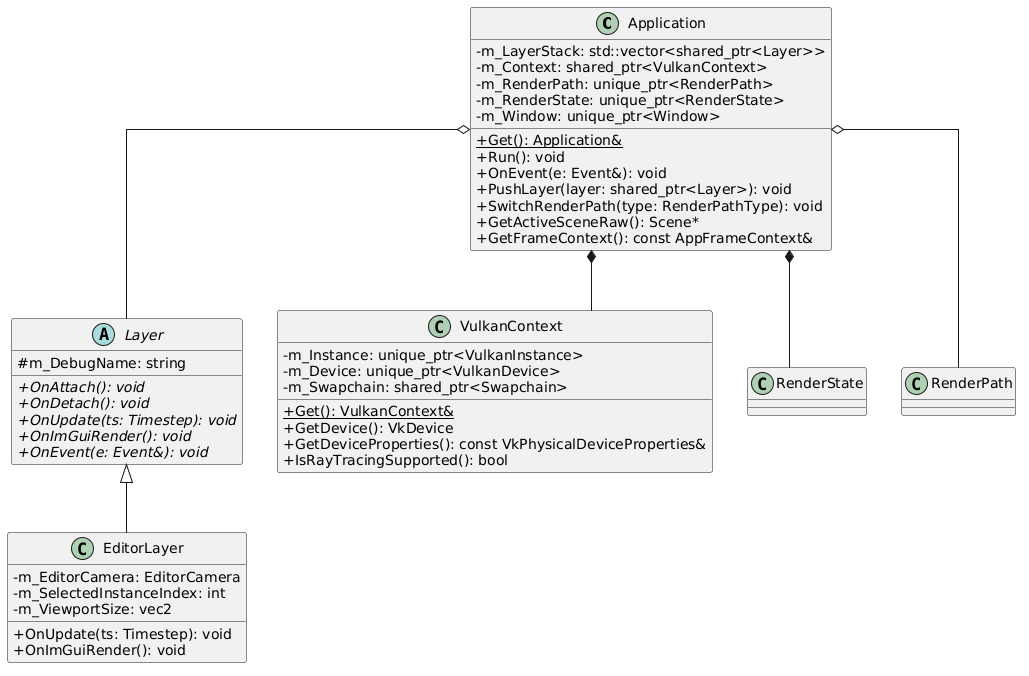 C Application
-m_LayerStack: std::vector<shared_ptr<Layer>>
-m_Context: shared_ptr<VulkanContext>
-m_RenderPath: unique_ptr<RenderPath>
-m_RenderState: unique_ptr<RenderState>
-m_Window: unique_ptr<Window>
+Get(): Application&
+Run(): void
+OnEvent(e: Event&): void
+PushLayer(layer: shared_ptr<Layer>): void
+SwitchRenderPath(type: RenderPathType): void
+GetActiveSceneRaw(): Scene*
+GetFrameContext(): const AppFrameContext&
A Layer
#m_DebugName: string
+OnAttach(): void
+OnDetach(): void
+OnUpdate(ts: Timestep): void
+OnImGuiRender(): void
+OnEvent(e: Event&): void
C VulkanContext
-m_Instance: unique_ptr<VulkanInstance>
-m_Device: unique_ptr<VulkanDevice>
-m_Swapchain: shared_ptr<Swapchain>
+Get(): VulkanContext&
+GetDevice(): VkDevice
+GetDeviceProperties(): const VkPhysicalDeviceProperties&
+IsRayTracingSupported(): bool
C RenderState
C RenderPath
C EditorLayer
-m_EditorCamera: EditorCamera
-m_SelectedInstanceIndex: int
-m_ViewportSize: vec2
+OnUpdate(ts: Timestep): void
+OnImGuiRender(): void